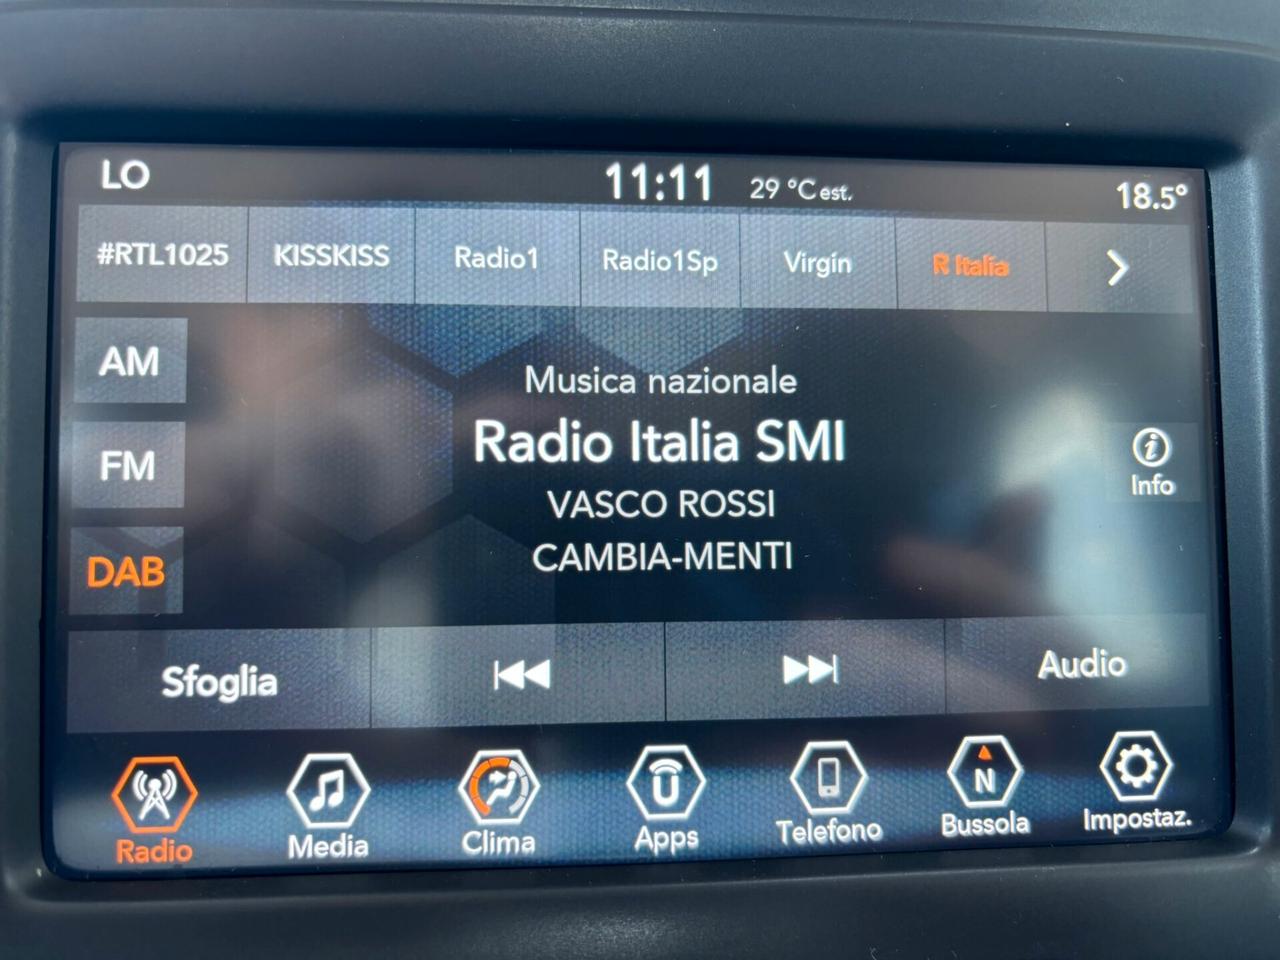 LO 11:11 29 °C est. 18.5°
#RTL1025 KISSKISS Radio1 Radio1Sp Virgin R Italia
AM
Musica nazionale
Radio Italia SMI
FM
Info
VASCO ROSSI
CAMBIA-MENTI
DAB
Sfoglia Audio
N
Radio Media Clima Apps Telefono Bussola Impostaz.